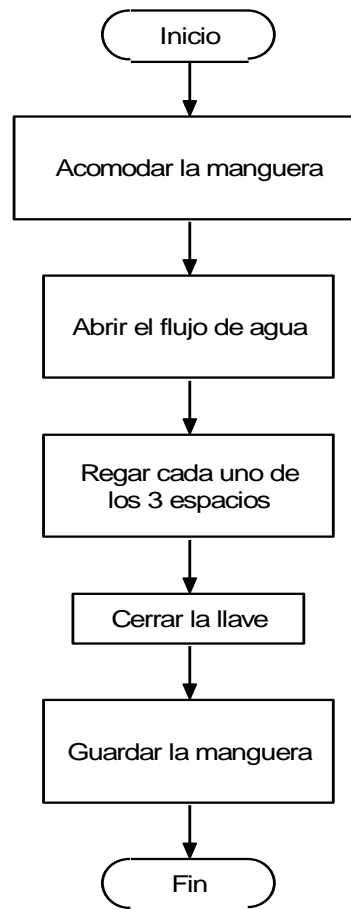 Inicio
Acomodar la manguera
Abrir el flujo de agua
Regar cada uno de
los 3 espacios
Cerrar la llave
Guardar la manguera
Fin